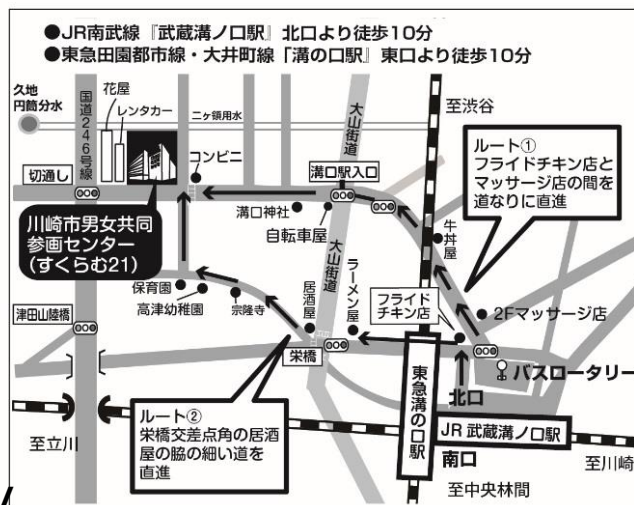 ●JR南武線『武蔵溝ノ口駅』北口より徒歩10分
●東急田園都市線・大井町線「溝の口駅」東口より徒歩10分
久地
円筒分水
国道246号線
花屋
レンタカー
二ヶ領用水
コンビニ
切通し
川崎市男女共同
参画センター
(すくらむ21)
溝口神社
自転車屋
溝口駅入口
大山街道
大山街道
至渋谷
ルート①
フライドチキン店と
マッサージ店の間を
道なりに直進
牛丼屋
保育園
高津幼稚園
宗隆寺
居酒屋
ラーメン屋
フライド
チキン店
2Fマッサージ店
津田山陸橋
栄橋
バスロータリー
北口
東急溝の口駅
JR 武蔵溝ノ口駅
南口
ルート②
栄橋交差点角の居酒
屋の脇の細い道を
直進
至立川
至川崎
至中央林間